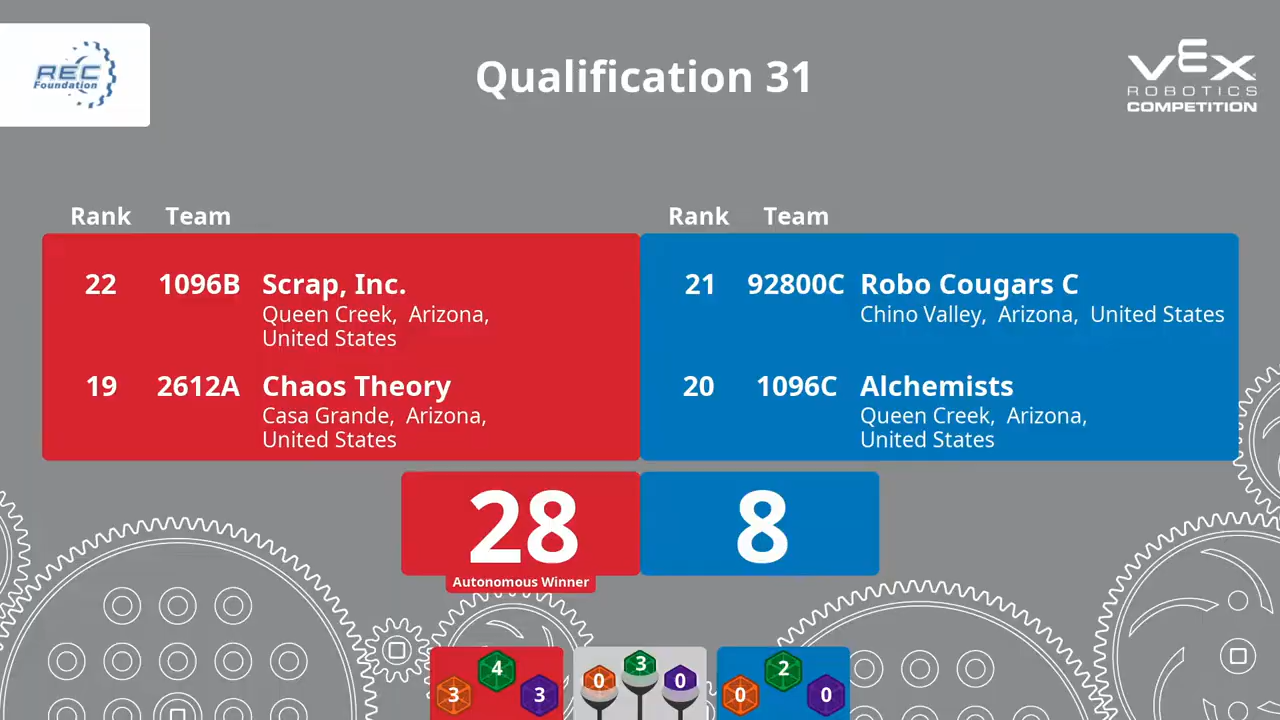 REC
Foundation
Qualification 31
VEX
ROBOTICS
COMPETITION
Rank Team
Rank Team
22 1096B Scrap, Inc.
Queen Creek, Arizona,
United States
19 2612A Chaos Theory
Casa Grande, Arizona,
United States
21 92800C Robo Cougars C
Chino Valley, Arizona, United States
20 1096C Alchemists
Queen Creek, Arizona,
United States
28
8
Autonomous Winner
3 4 3
0 3 0
0 2 0